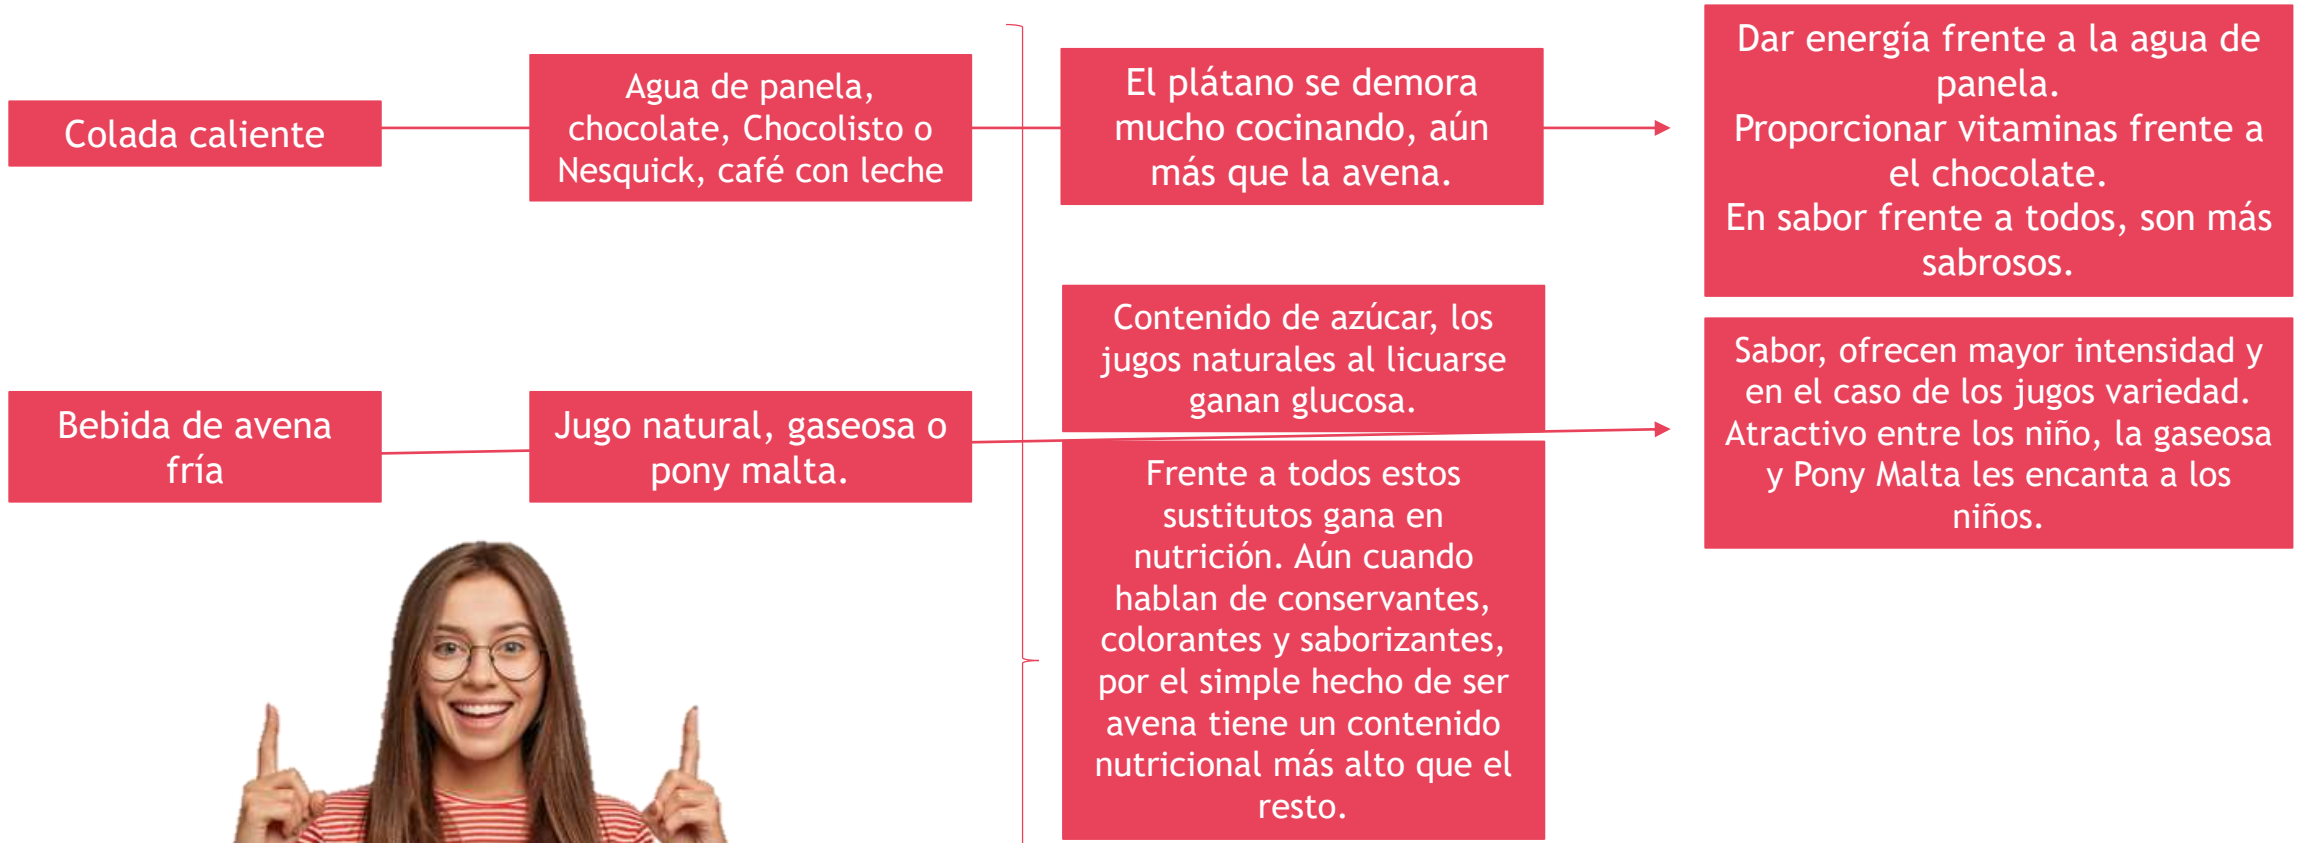 Colada caliente
Agua de panela,
chocolate, Chocolisto o
Nesquick, café con leche
El plátano se demora
mucho cocinando, aún
más que la avena.
Dar energía frente a la agua de
panela.
Proporcionar vitaminas frente a
el chocolate.
En sabor frente a todos, son más
sabrosos.
Bebida de avena
fría
Jugo natural, gaseosa o
pony malta.
Contenido de azúcar, los
jugos naturales al licuarse
ganan glucosa.
Frente a todos estos
sustitutos gana en
nutrición. Aún cuando
hablan de conservantes,
colorantes y saborizantes,
por el simple hecho de ser
avena tiene un contenido
nutricional más alto que el
resto.
Sabor, ofrecen mayor intensidad y
en el caso de los jugos variedad.
Atractivo entre los niño, la gaseosa
y Pony Malta les encanta a los
niños.